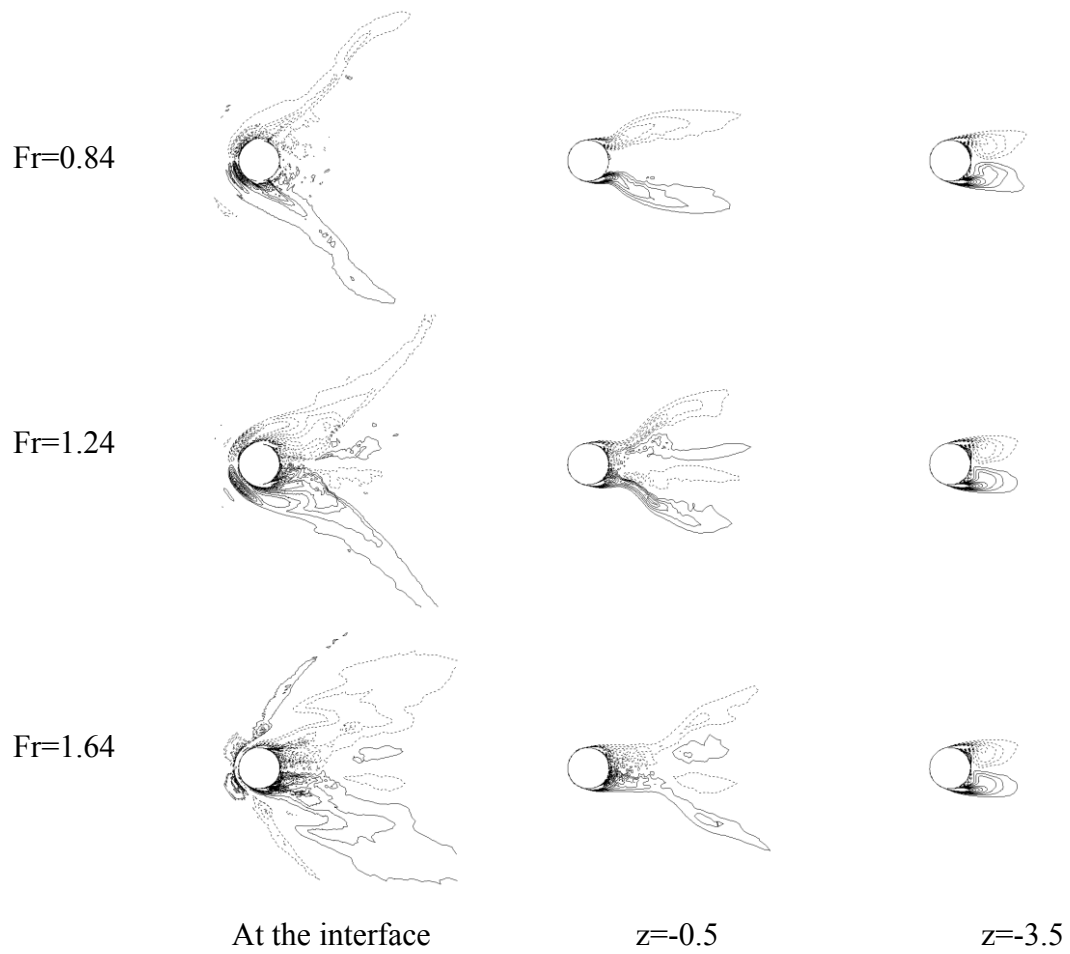 Fr=0.84
Fr=1.24
Fr=1.64
At the interface
z=-0.5
z=-3.5